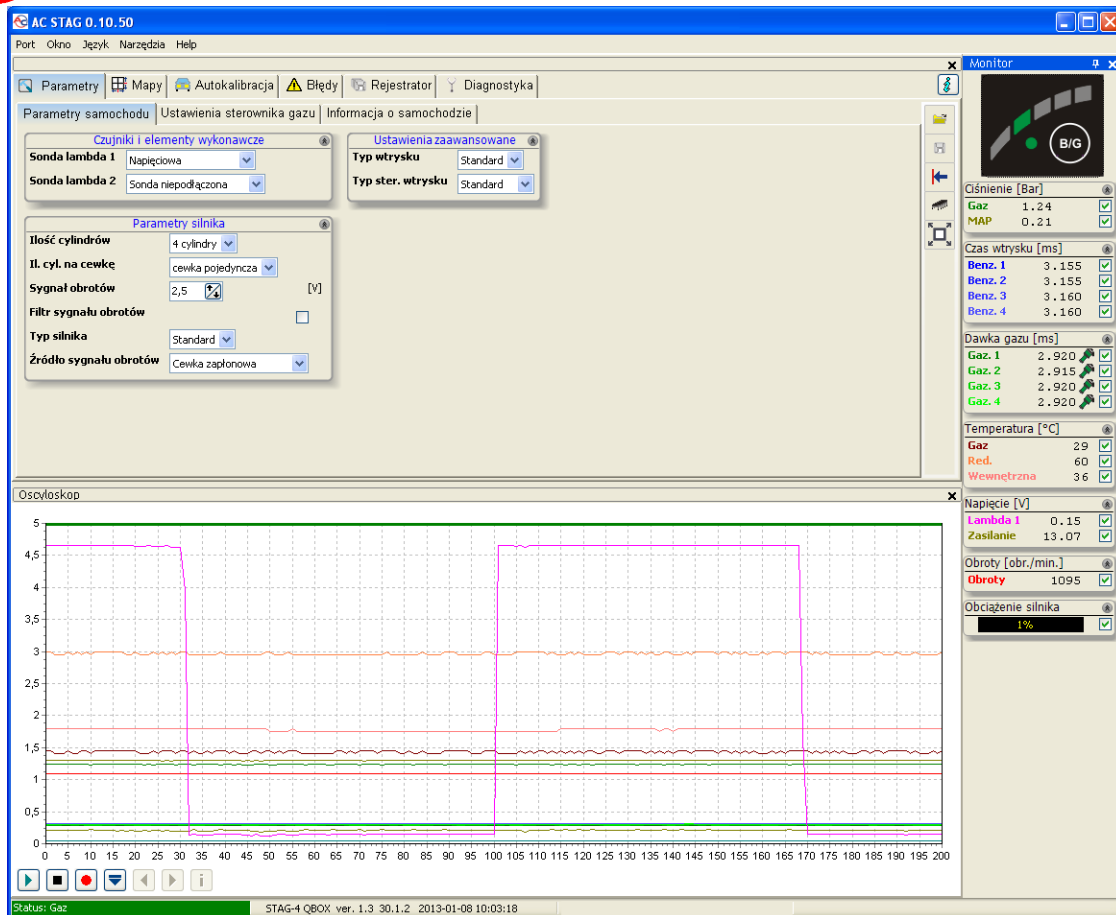 AC STAG 0.10.50
Port Okno Język Narzędzia Help
Parametry Mapy Autokalibracja Błędy Rejestrator Diagnostyka
Parametry samochodu Ustawienia sterownika gazu Informacja o samochodzie
Czujniki i elementy wykonawcze
Sonda lambda 1 Napięciowa
Sonda lambda 2 Sonda niepodłączona
Ustawienia zaawansowane
Typ wtrysku Standard
Typ ster. wtrysku Standard
Parametry silnika
Ilość cylindrów 4 cylindry
Il. cyl. na cewkę cewka pojedyncza
Sygnał obrotów 2,5 [V]
Filtr sygnału obrotów
Typ silnika Standard
Źródło sygnału obrotów Cewka zapłonowa
Monitor
B/G
Ciśnienie [Bar]
Gaz 1.24
MAP 0.21
Czas wtrysku [ms]
Benz. 1 3.155
Benz. 2 3.155
Benz. 3 3.160
Benz. 4 3.160
Dawka gazu [ms]
Gaz. 1 2.920
Gaz. 2 2.915
Gaz. 3 2.920
Gaz. 4 2.920
Temperatura [°C]
Gaz 29
Red. 60
Wewnętrzna 36
Napięcie [V]
Lambda 1 0.15
Zasilanie 13.07
Obroty [obr./min.]
Obroty 1095
Obciążenie silnika
1%
Oscyloskop
5
4,5
4
3,5
3
2,5
2
1,5
1
0,5
0
0 5 10 15 20 25 30 35 40 45 50 55 60 65 70 75 80 85 90 95 100 105 110 115 120 125 130 135 140 145 150 155 160 165 170 175 180 185 190 195 200
Status: Gaz STAG-4 QBOX ver. 1.3 30.1.2 2013-01-08 10:03:18